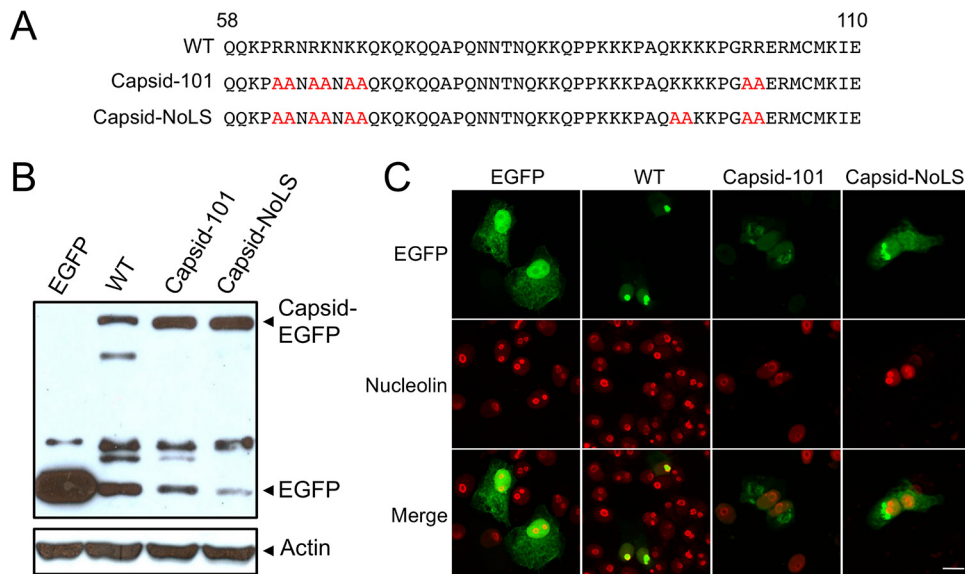 A
58 110
WT QQKPRRNRKNKKQKQKQQAPQNNTNQKKQPPKKKPAQKKKKPGRRERMCMKIE
Capsid-101 QQKPAANAANAAQKQKQQAPQNNTNQKKQPPKKKPAQKKKKPGAAERMCMKIE
Capsid-NoLS QQKPAANAANAAQKQKQQAPQNNTNQKKQPPKKKPAQAAKKPGAAERMCMKIE
B
EGFP WT Capsid-101 Capsid-NoLS
Capsid-
EGFP
EGFP
Actin
C
EGFP WT Capsid-101 Capsid-NoLS
EGFP
Nucleolin
Merge